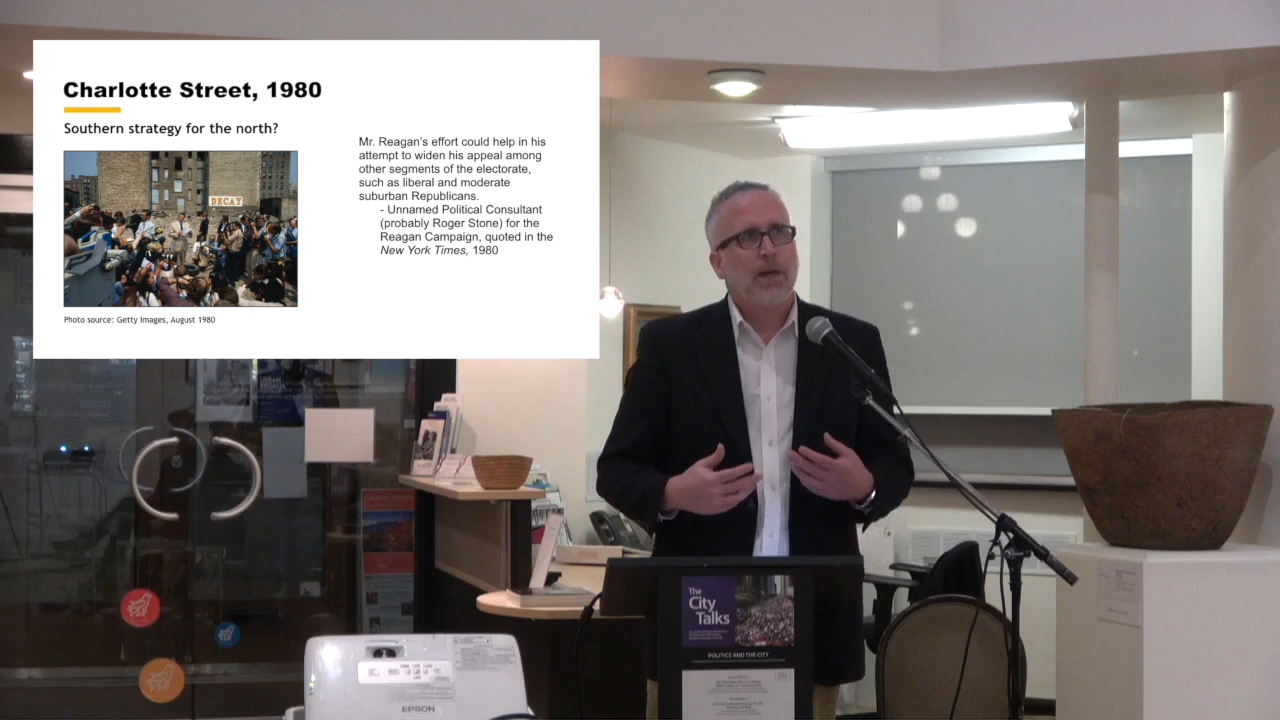 Charlotte Street, 1980
Southern strategy for the north?
DECAY
Photo source: Getty Images, August 1980
Mr. Reagan's effort could help in his
attempt to widen his appeal among
other segments of the electorate,
such as liberal and moderate
suburban Republicans.
- Unnamed Political Consultant
(probably Roger Stone) for the
Reagan Campaign, quoted in the
New York Times, 1980
The
City
Talks
POLITICS AND THE CITY
EPSON